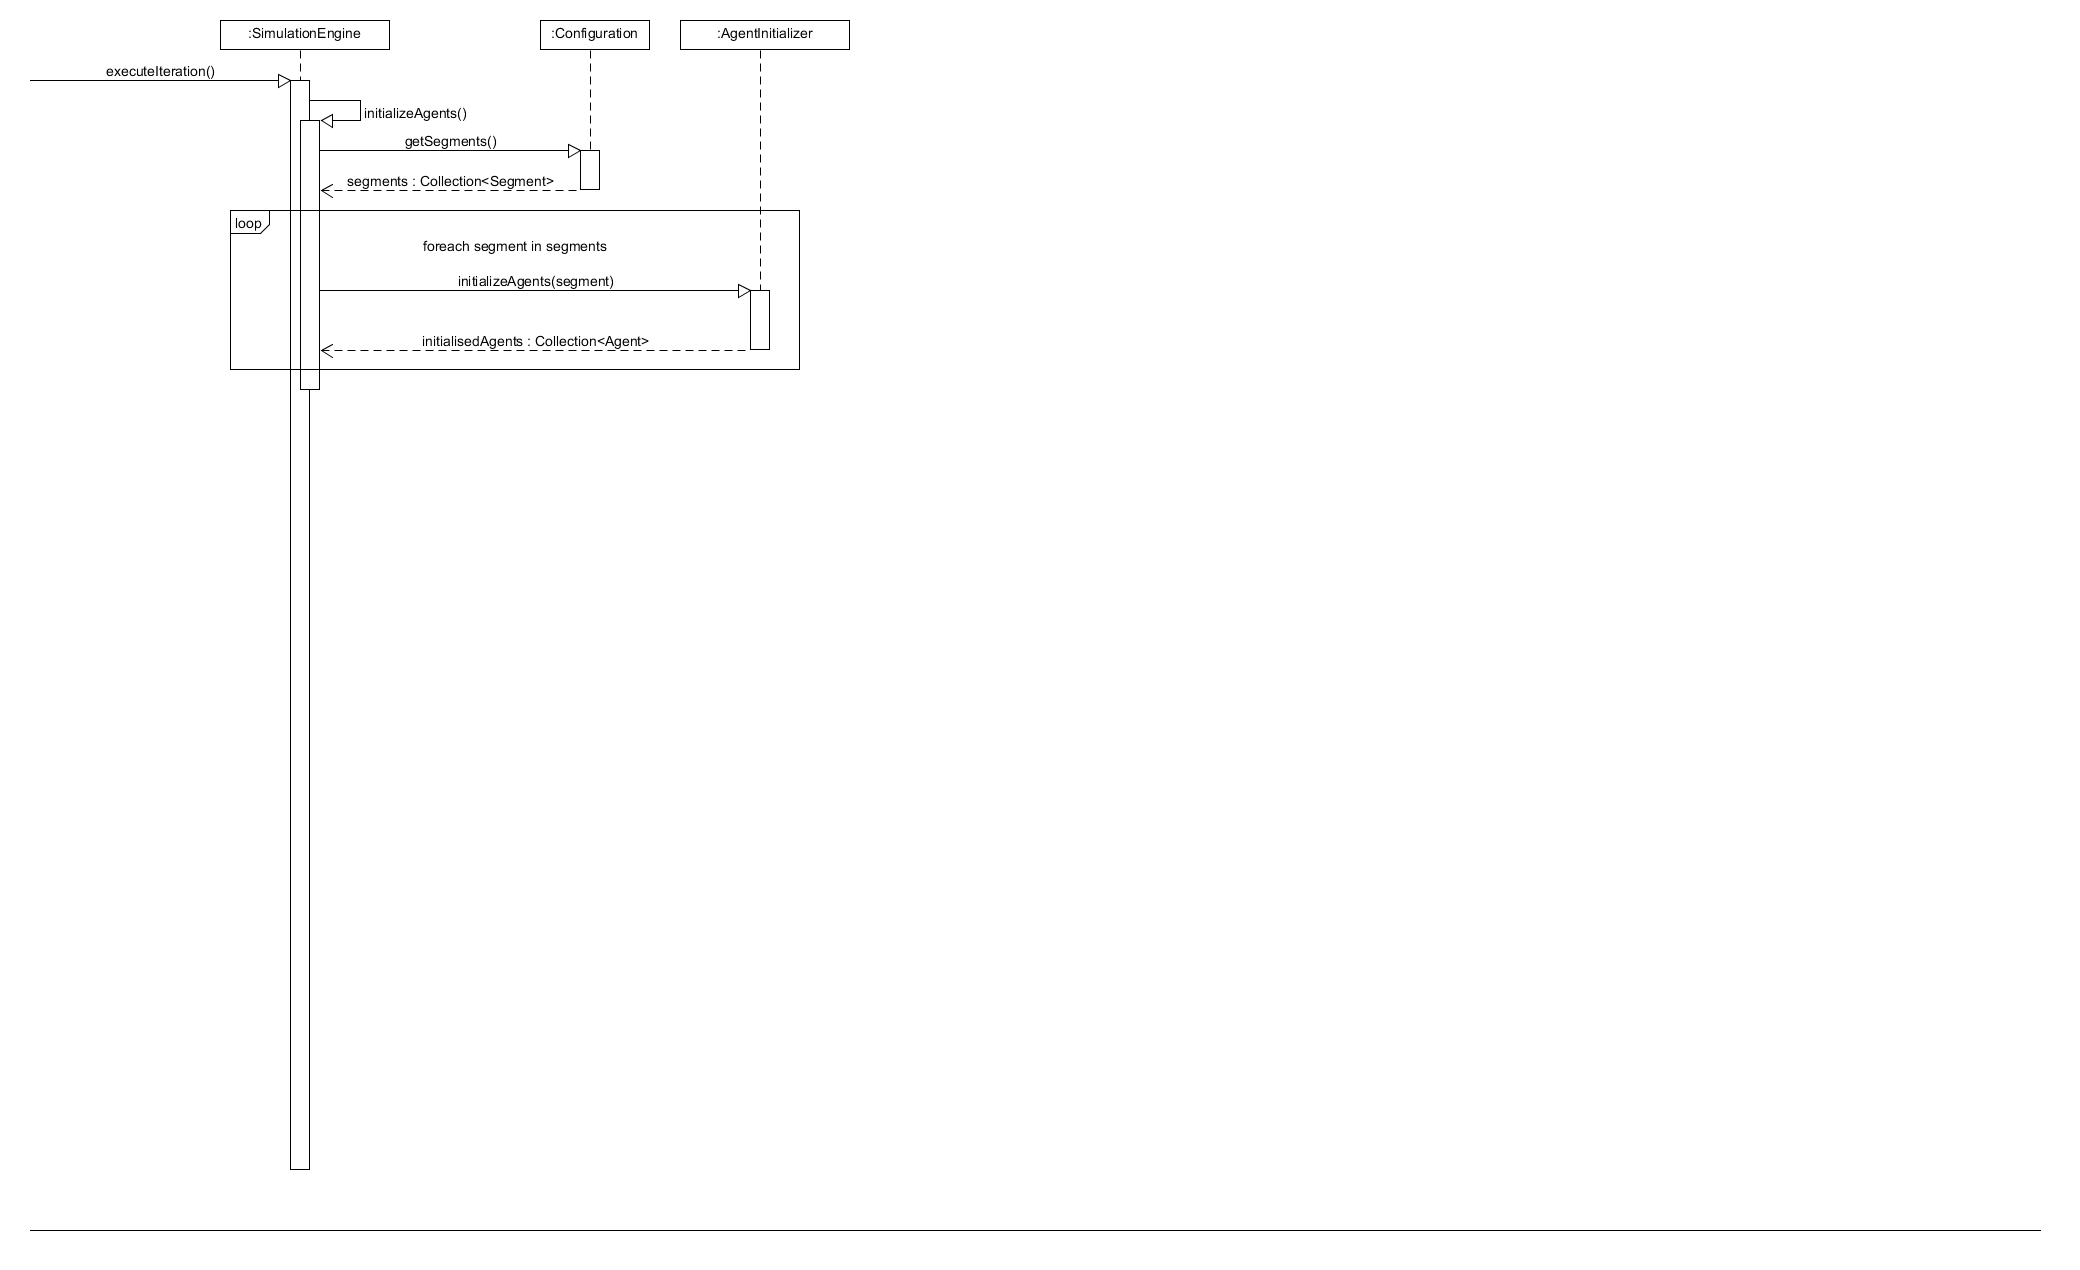 :SimulationEngine
:Configuration
:AgentInitializer
executeIteration()
initializeAgents()
getSegments()
segments : Collection<Segment>
loop
foreach segment in segments
initializeAgents(segment)
initialisedAgents : Collection<Agent>